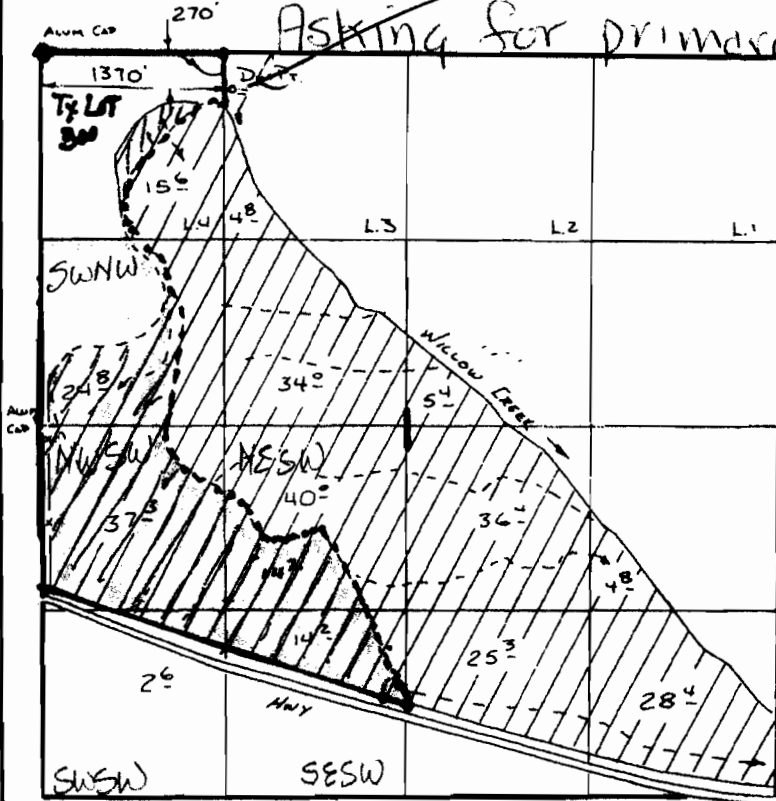 270'
Asking for
ALUM CAP
1370'
TX LOT
300
15 6
L.4
4 8
L.3
L.2
L.1
SWNW
WILLOW CREEK
24 8
34 0
5 4
ALUM
CAP
NWSW
NESW
40 0
37 3
36 4
4 8
14 2
25 3
2 6
HWY
28 4
SWSW
SESW